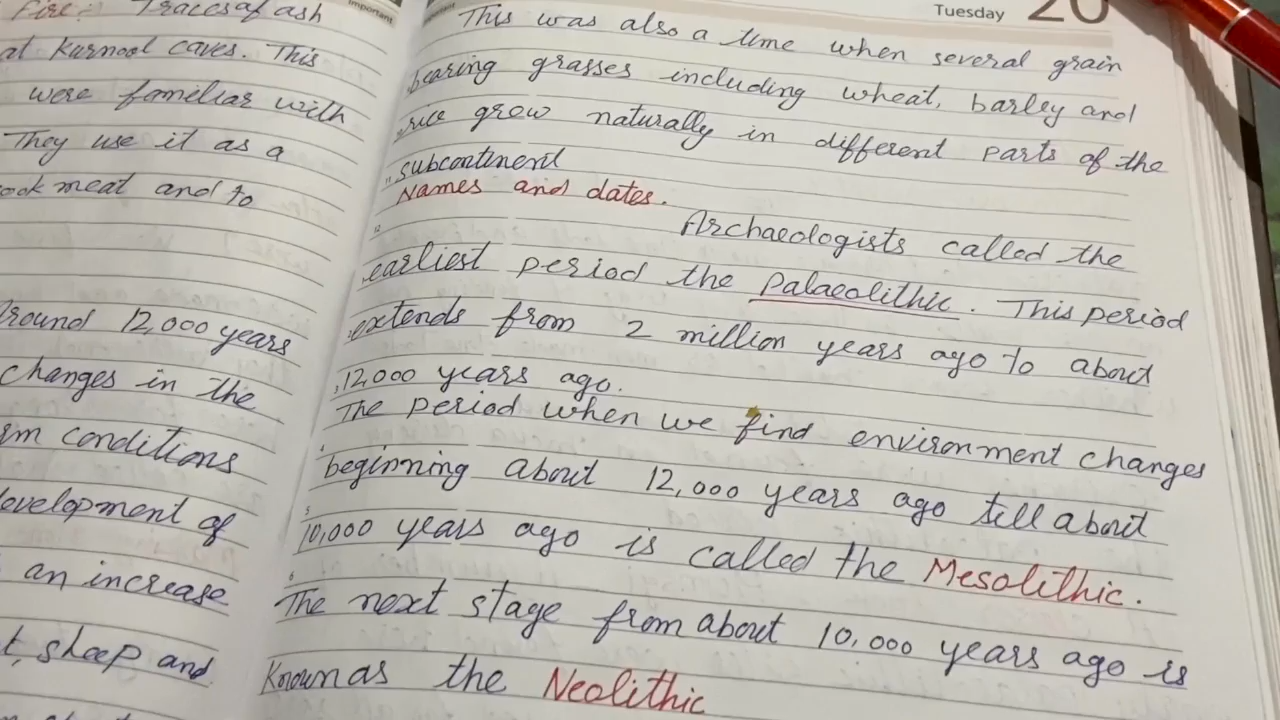 Fire:- Traces of ash
at Kurnool caves. This
were familiar with
They use it as a
ook meat and to
Around 12,000 years
changes in the
rm conditions
development of
an increase
t, sheep and
important
Tuesday 20
This was also a time when several grain
bearing grasses including wheat, barley and
rice grow naturally in different parts of the
subcontinent
Names and dates.
Archaeologists called the
earliest period the palaeolithic. This period
extends from 2 million years ago to about
12,000 years ago.
The period when we find environment changes
beginning about 12,000 years ago till about
10,000 years ago is called the Mesolithic.
The next stage from about 10,000 years ago is
Known as the Neolithic